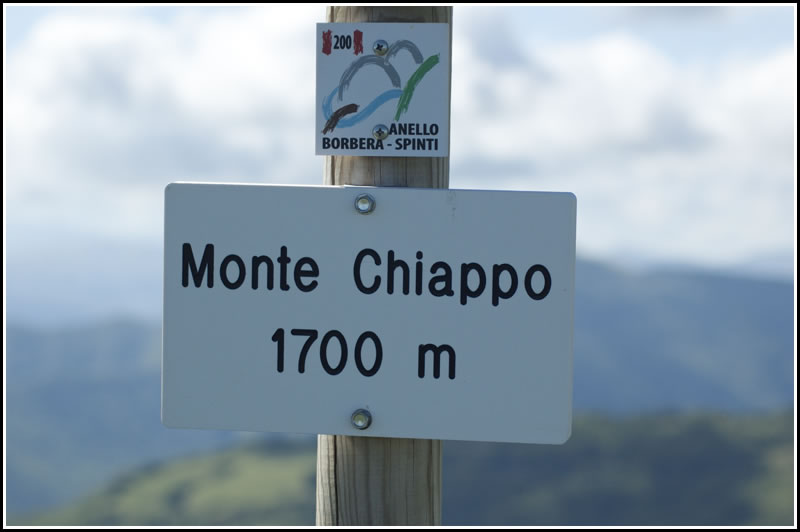 200
ANELLO
BORBERA - SPINTI
Monte Chiappo
1700 m